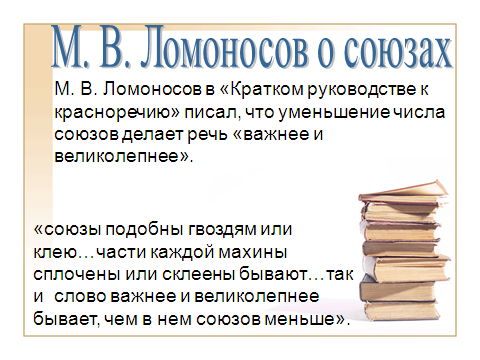 М. В. Ломоносов о союзах
М. В. Ломоносов в «Кратком руководстве к
красноречию» писал, что уменьшение числа
союзов делает речь «важнее и
великолепнее».
«союзы подобны гвоздям или
клею…части каждой махины
сплочены или склеены бывают…так
и слово важнее и великолепнее
бывает, чем в нем союзов меньше».